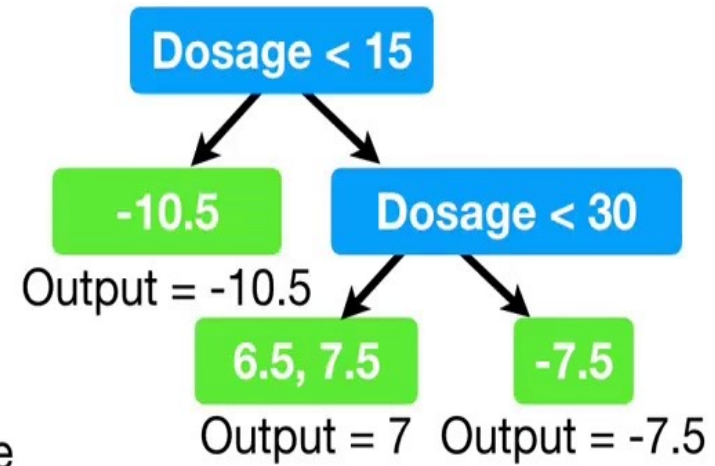 Dosage < 15
-10.5
Dosage < 30
Output = -10.5
6.5, 7.5
-7.5
Output = 7
Output = -7.5
e